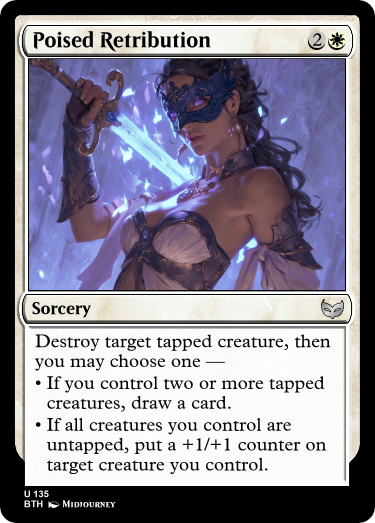 Poised Retribution 2
Sorcery
Destroy target tapped creature, then
you may choose one —
• If you control two or more tapped
creatures, draw a card.
• If all creatures you control are
untapped, put a +1/+1 counter on
target creature you control.
U 135
BTH Midjourney